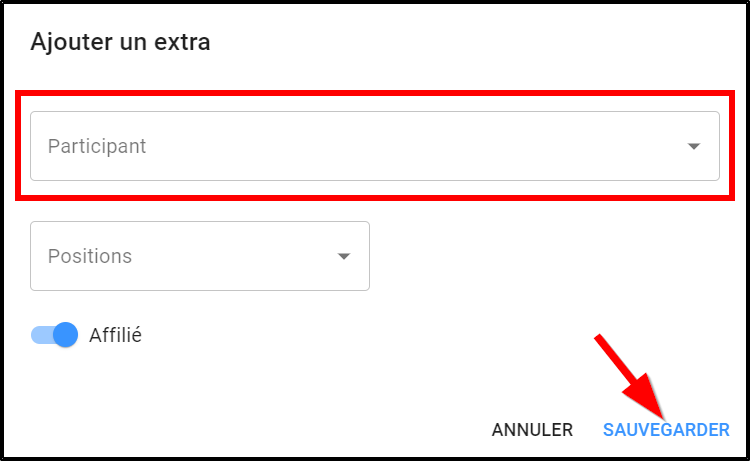 Ajouter un extra
Participant
Positions
Affilié
ANNULER SAUVEGARDER